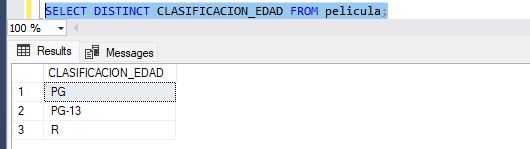 SELECT DISTINCT CLASIFICACION_EDAD FROM pelicula;
100 %
Results Messages
CLASIFICACION_EDAD
1 PG
2 PG-13
3 R